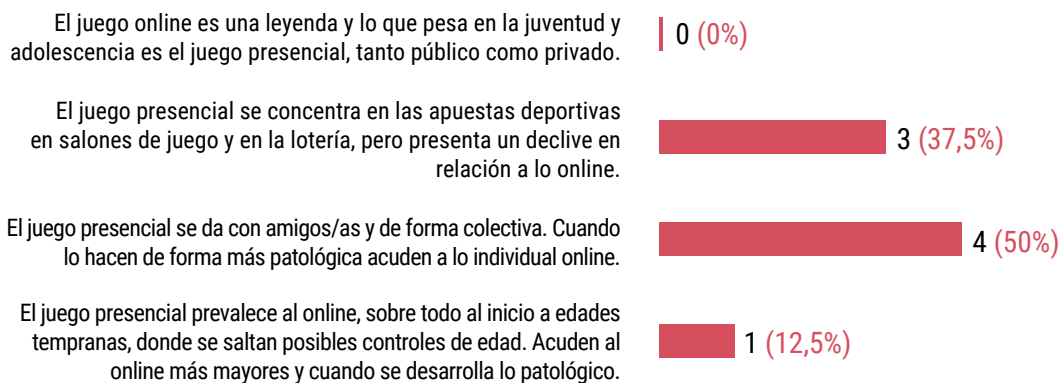 El juego online es una leyenda y lo que pesa en la juventud y
adolescencia es el juego presencial, tanto público como privado.
0 (0%)
El juego presencial se concentra en las apuestas deportivas
en salones de juego y en la lotería, pero presenta un declive en
relación a lo online.
3 (37,5%)
El juego presencial se da con amigos/as y de forma colectiva. Cuando
lo hacen de forma más patológica acuden a lo individual online.
4 (50%)
El juego presencial prevalece al online, sobre todo al inicio a edades
tempranas, donde se saltan posibles controles de edad. Acuden al
online más mayores y cuando se desarrolla lo patológico.
1 (12,5%)